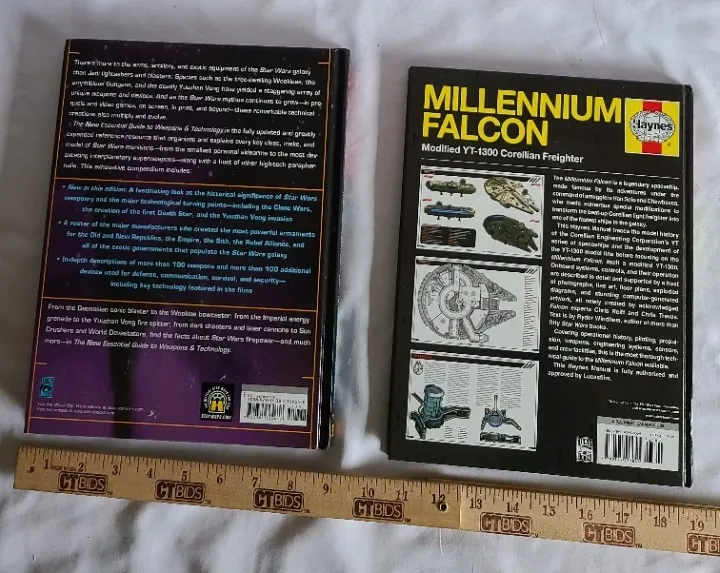 There's more to the arms, artillery, and exotic equipment of the Star Wars galaxy
than Jedi lightsabers and blasters. Species such as the tree-dwelling Wookiees, the
amphibious Gungans, and the deadly Yuuzhan Vong have yielded a staggering array of
unique weapons and devices. And as the Star Wars mythos continues to grow—in pre-
quels and video games, on screen, in print, and beyond—these remarkable technical
creations also multiply and evolve.
The New Essential Guide to Weapons & Technology is the fully updated and greatly
expanded reference resource that organizes and explains every key class, make, and
model of Star Wars munitions—from the smallest personal sidearms to the most dev-
astating interplanetary superweapons—along with a host of other high-tech parapher-
nalia. This exhaustive compendium includes:
• New in this edition: A fascinating look at the historical significance of Star Wars
weaponry and the major technological turning points—including the Clone Wars,
the creation of the first Death Star, and the Yuuzhan Vong invasion
• A roster of the major manufacturers who created the most powerful armaments
for the Old and New Republics, the Empire, the Sith, the Rebel Alliance, and
all of the exotic governments that populate the Star Wars galaxy
• In-depth descriptions of more than 100 weapons and more than 100 additional
devices used for defense, communication, survival, and security—
including key technology featured in the films
From the Geonosian sonic blaster to the Wookiee bowcaster; from the Imperial energy
grenade to the Yuuzhan Vong fire spitter; from dart shooters and laser cannons to Sun
Crushers and World Devastators, find the facts about Star Wars firepower—and much
more—in The New Essential Guide to Weapons & Technology.
MILLENNIUM
FALCON
Haynes
Modified YT-1300 Corellian Freighter
The Millennium Falcon is a legendary spaceship,
made famous by its adventures under the
command of smugglers Han Solo and Chewbacca,
who made numerous special modifications to
transform the beat-up Corellian light freighter into
one of the fastest ships in the galaxy.
This Haynes Manual traces the model history
of the Corellian Engineering Corporation's YT
series of spaceships and the development of
the YT-1300 model line before focusing on the
Millennium Falcon, itself a modified YT-1300.
Onboard systems, controls, and their operation
are described in detail and supported by a host
of photographs, line art, floor plans, exploded
diagrams, and stunning computer-generated
artwork, all newly created by acknowledged
Falcon experts Chris Reiff and Chris Trevas.
Text is by Ryder Windham, author of more than
fifty Star Wars books.
Covering operational history, piloting, propul-
sion, weapons, engineering systems, sensors,
and crew facilities, this is the most thorough tech-
nical guide to the Millennium Falcon available.
This Haynes Manual is fully authorized and
approved by Lucasfilm.
1 2 3 4 5 6 7 8 9 10 11 12 13 14 15 16 17 18 19
CTBIDS CTBIDS CTBIDS CTBIDS CTBIDS CTBIDS CTBIDS